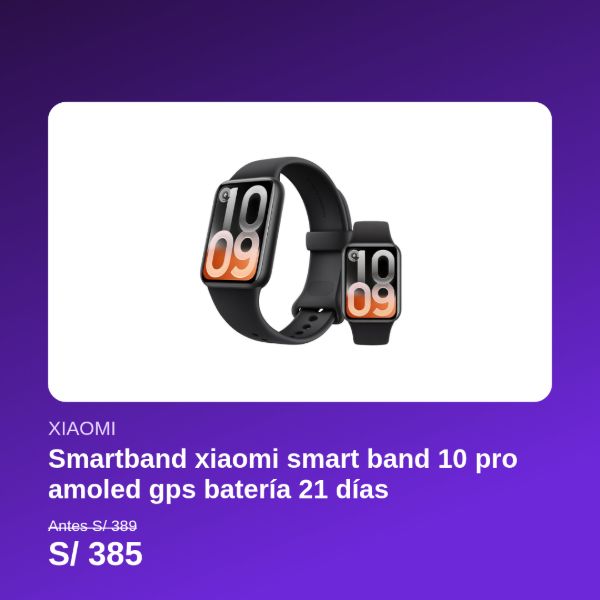 10
09
10
09
XIAOMI
Smartband xiaomi smart band 10 pro
amoled gps batería 21 días
Antes S/ 389
S/ 385